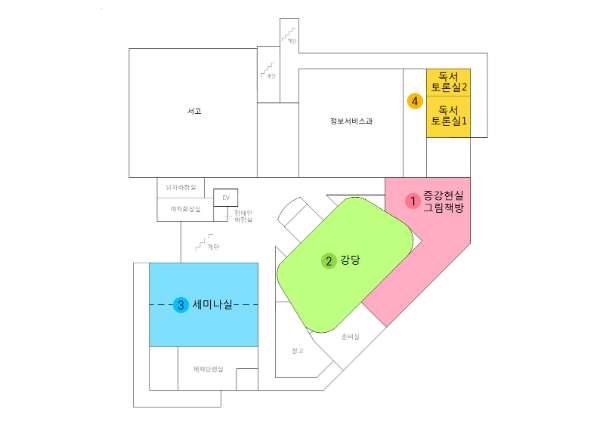 계단
계단
독서
토론실2
4
서고
정보서비스과
독서
토론실1
남자화장실
EV
여자화장실
장애인
화장실
1 증강현실
그림책방
계단
2 강당
3 세미나실
준비실
창고
체력단련실